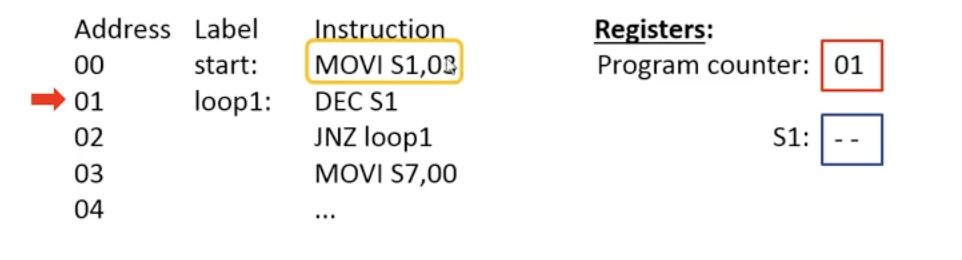 Address Label Instruction Registers:
00 start: MOVI S1,03 Program counter: 01
01 loop1: DEC S1
02 JNZ loop1 S1: - -
03 MOVI S7,00
04 ...